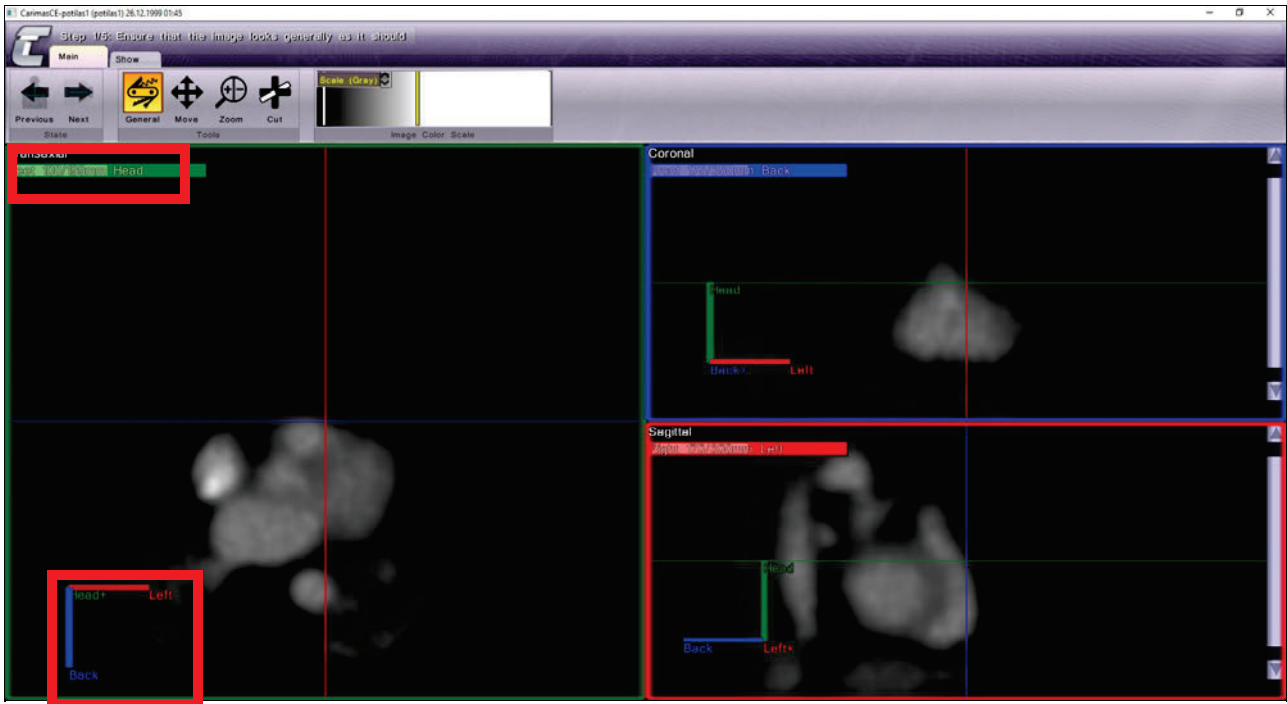 CarimasCE-potilas1 (potilas1) 26.12.1999 01:45
Step 1/5: Ensure that the image looks generally as it should
Main
Show
Scale (Gray)
Previous
Next
General
Move
Zoom
Cut
State
Tools
Image Color Scale
Head
Head+
Left
Back
Coronal
Back
Head
Left
Sagittal
Left
Head
Back